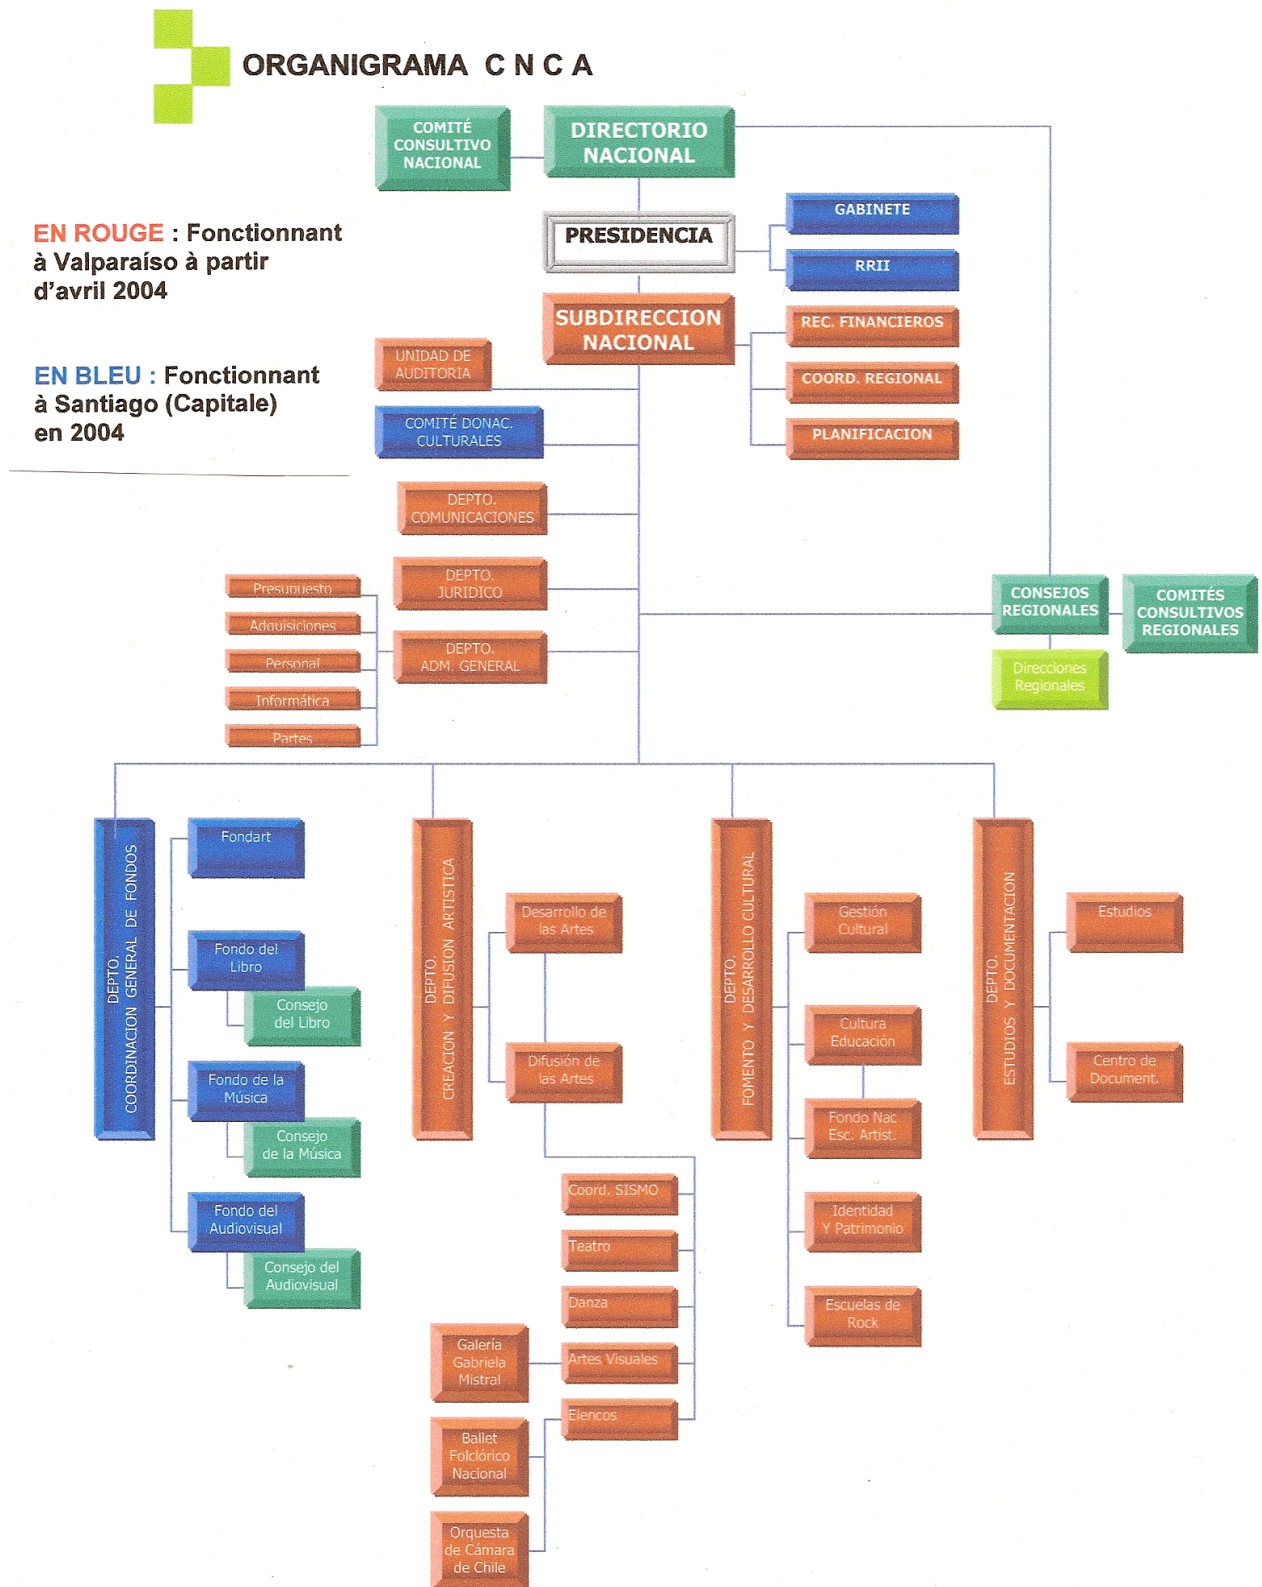 ORGANIGRAMA C N C A
COMITÉ
CONSULTIVO
NACIONAL
DIRECTORIO
NACIONAL
EN ROUGE : Fonctionnant
à Valparaíso à partir
d'avril 2004
PRESIDENCIA
GABINETE
RRII
EN BLEU : Fonctionnant
à Santiago (Capitale)
en 2004
SUBDIRECCION
NACIONAL
REC. FINANCIEROS
COORD. REGIONAL
PLANIFICACION
UNIDAD DE
AUDITORIA
COMITÉ DONAC.
CULTURALES
DEPTO.
COMUNICACIONES
DEPTO.
JURIDICO
DEPTO.
ADM. GENERAL
Presupuesto
Adquisiciones
Personal
Informática
Partes
CONSEJOS
REGIONALES
COMITÉS
CONSULTIVOS
REGIONALES
Direcciones
Regionales
DEPTO.
COORDINACION GENERAL DE FONDOS
Fondart
Fondo del
Libro
Consejo
del Libro
Fondo de la
Música
Consejo
de la Música
Fondo del
Audiovisual
Consejo del
Audiovisual
DEPTO.
CREACION Y DIFUSION ARTISTICA
Desarrollo de
las Artes
Difusión de
las Artes
Coord. SISMO
Teatro
Danza
Artes Visuales
Elencos
Galería
Gabriela
Mistral
Ballet
Folclórico
Nacional
Orquesta
de Cámara
de Chile
DEPTO.
FOMENTO Y DESARROLLO CULTURAL
Gestión
Cultural
Cultura
Educación
Fondo Nac
Esc. Artist.
Identidad
Y Patrimonio
Escuelas de
Rock
DEPTO.
ESTUDIOS Y DOCUMENTACION
Estudios
Centro de
Document.